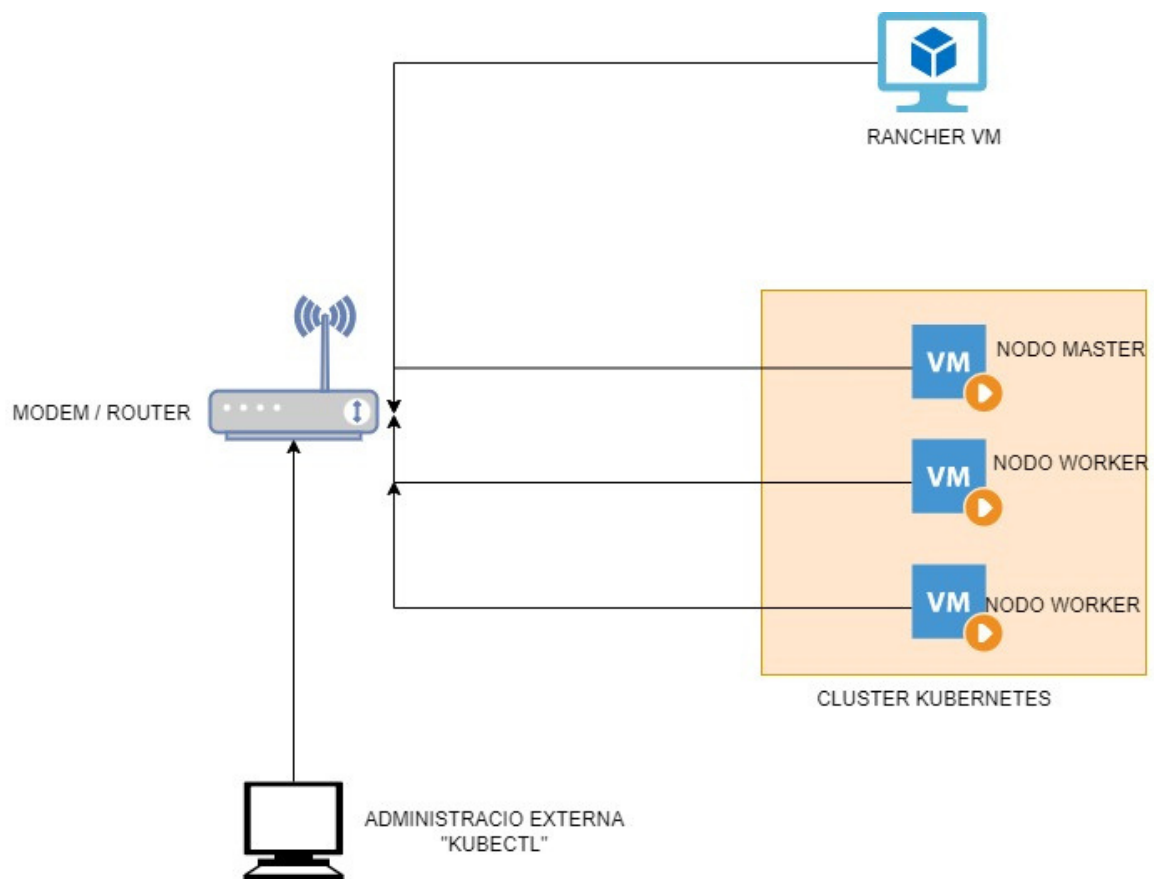 RANCHER VM
VM
NODO MASTER
MODEM / ROUTER
VM
NODO WORKER
VM
NODO WORKER
CLUSTER KUBERNETES
ADMINISTRACIO EXTERNA
"KUBECTL"